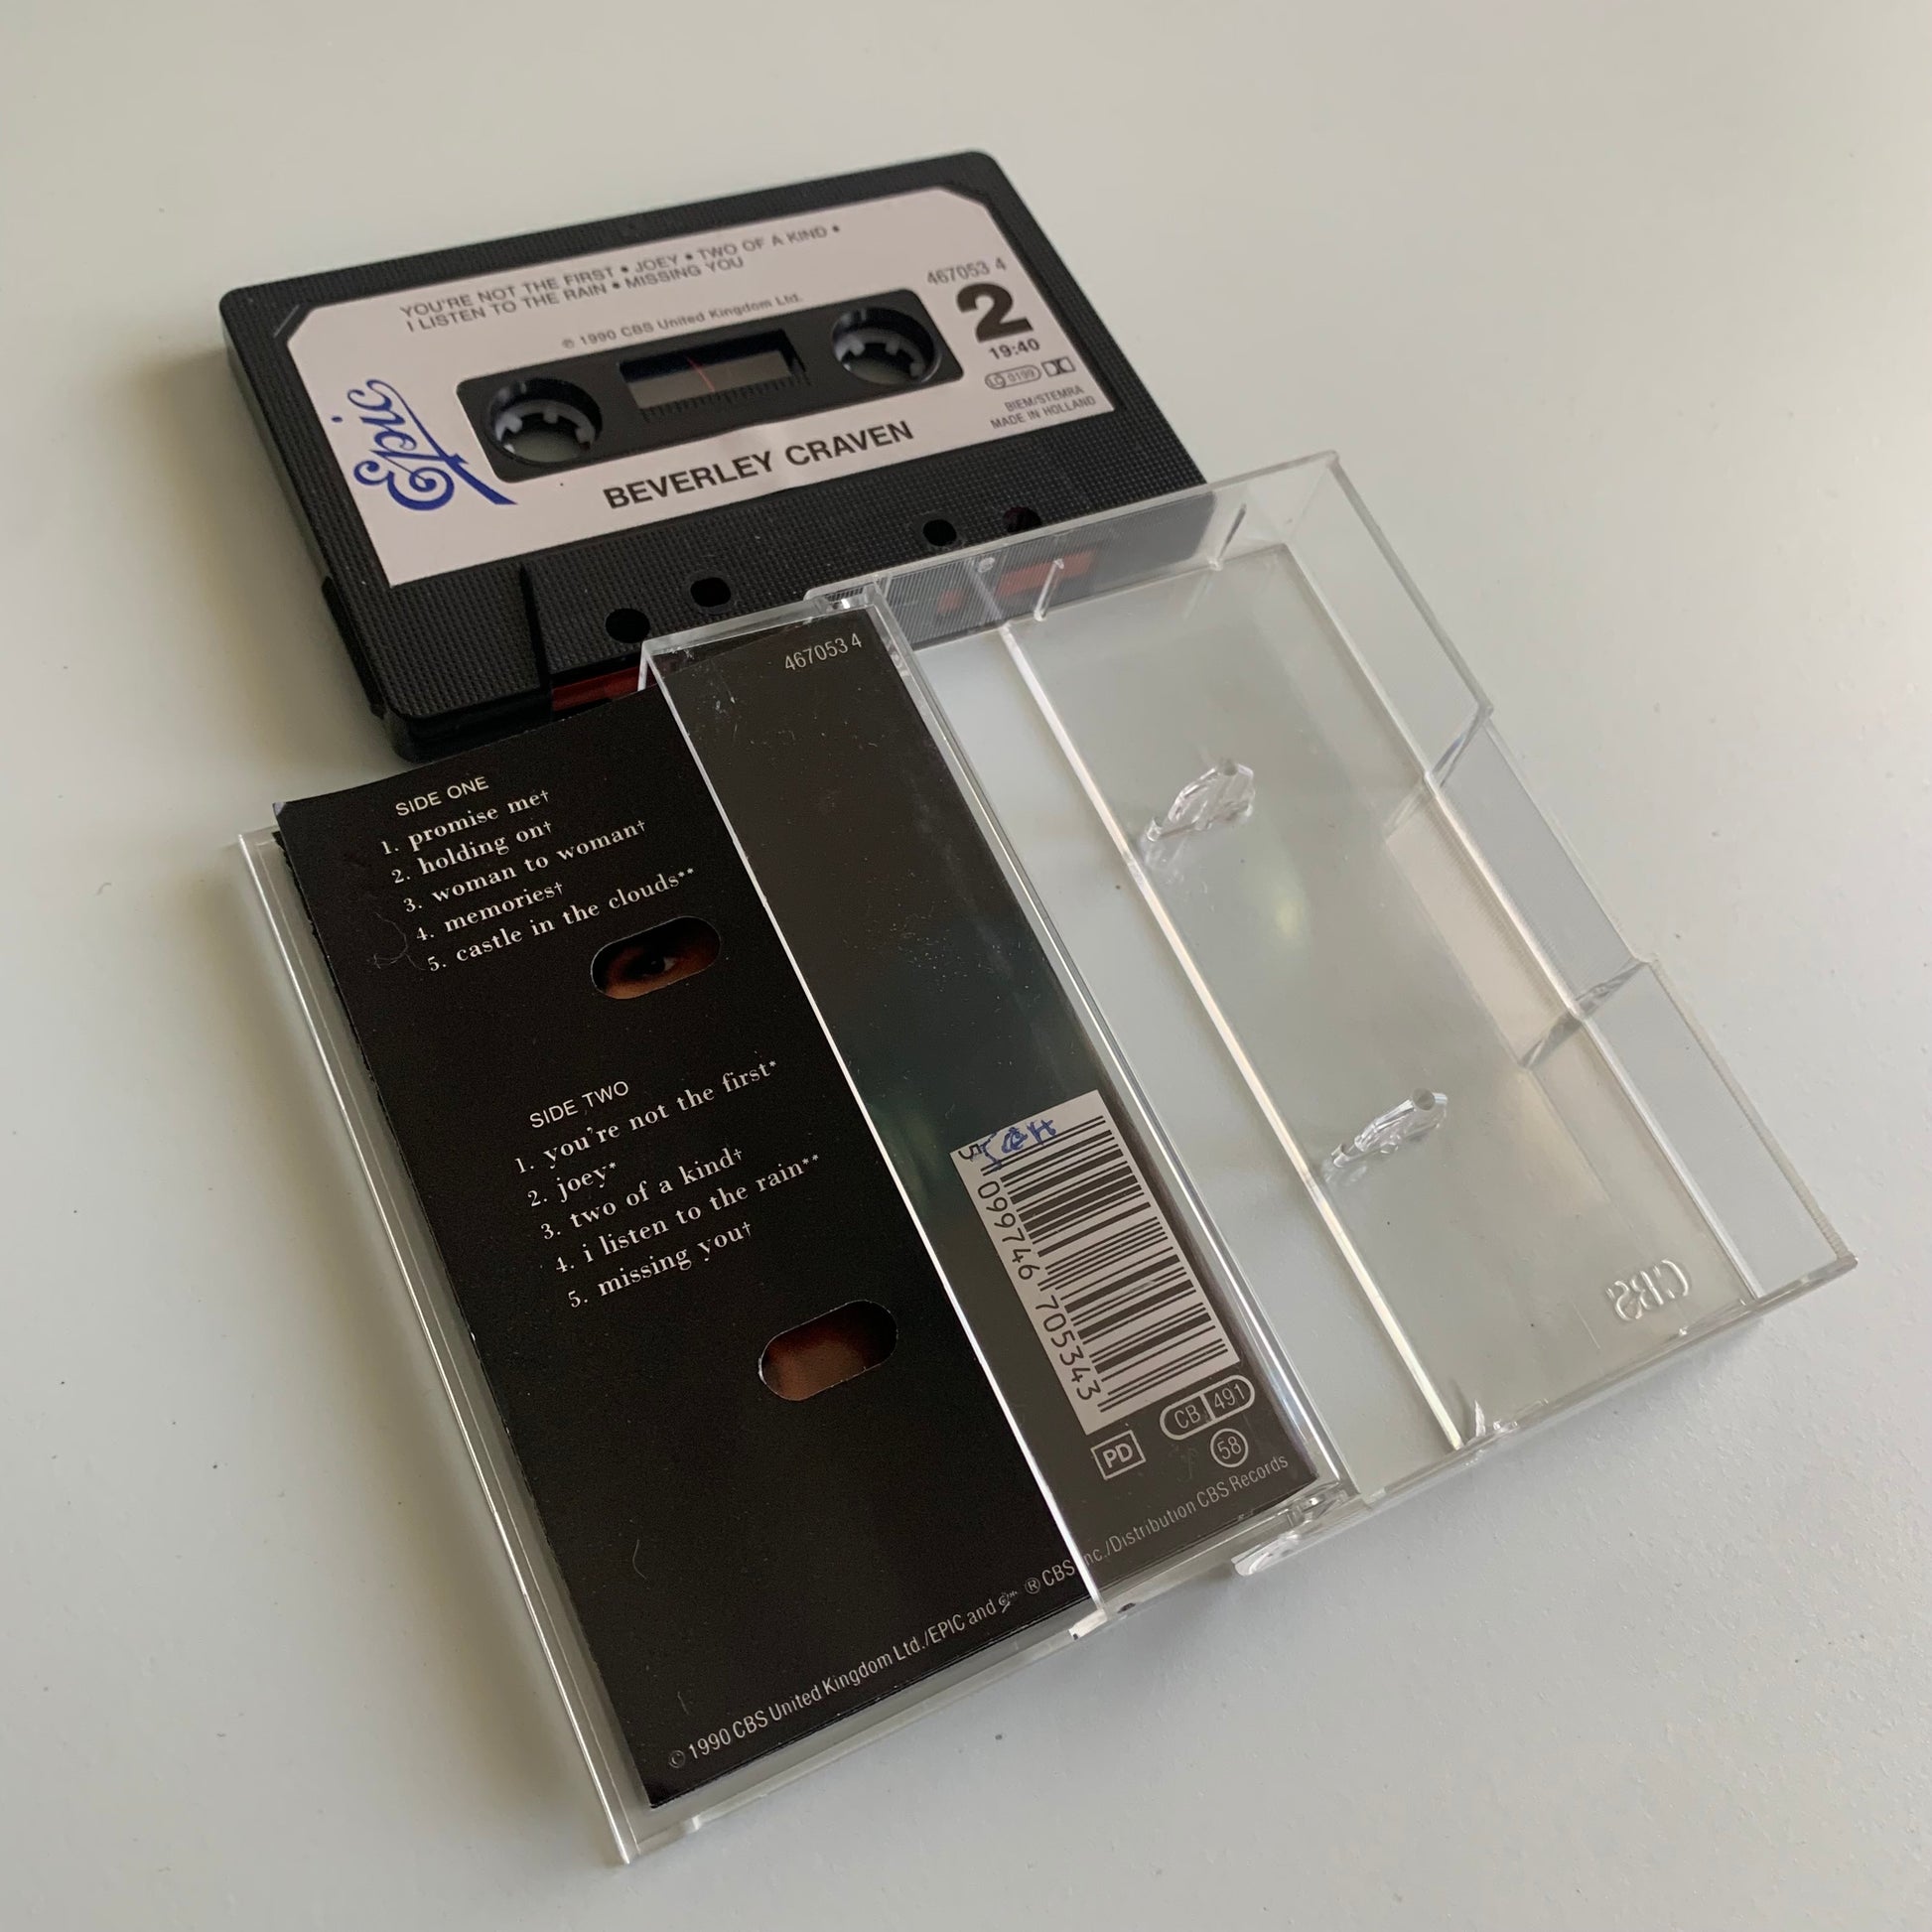 YOU'RE NOT THE FIRST • JOEY • TWO OF A KIND •
I LISTEN TO THE RAIN • MISSING YOU
℗ 1990 CBS United Kingdom Ltd.
467053 4
2
19:40
LC 0199
BIEM/STEMRA
MADE IN HOLLAND
Epic
BEVERLEY CRAVEN
SIDE ONE
1. promise me†
2. holding on†
3. woman to woman†
4. memories†
5. castle in the clouds**
SIDE TWO
1. you're not the first*
2. joey*
3. two of a kind†
4. i listen to the rain**
5. missing you†
© 1990 CBS United Kingdom Ltd./EPIC and ® CBS Inc./Distribution CBS Records
467053 4
5 099746 705343
CB 491
PD
58
CBS